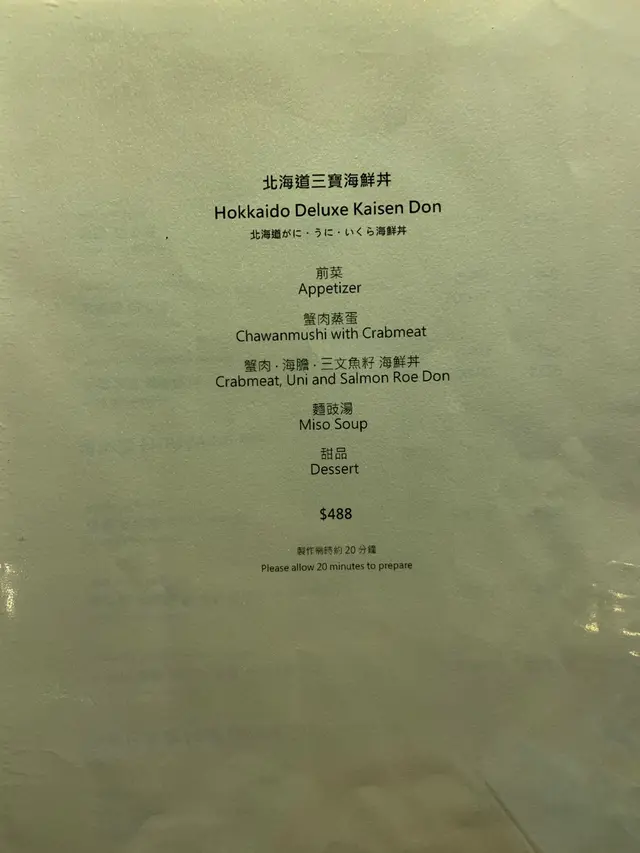 北海道三寶海鮮丼
Hokkaido Deluxe Kaisen Don
北海道がに・うに・いくら海鮮丼
前菜
Appetizer
蟹肉蒸蛋
Chawanmushi with Crabmeat
蟹肉・海膽・三文魚籽 海鮮丼
Crabmeat, Uni and Salmon Roe Don
麵豉湯
Miso Soup
甜品
Dessert
$488
製作需時約 20 分鐘
Please allow 20 minutes to prepare